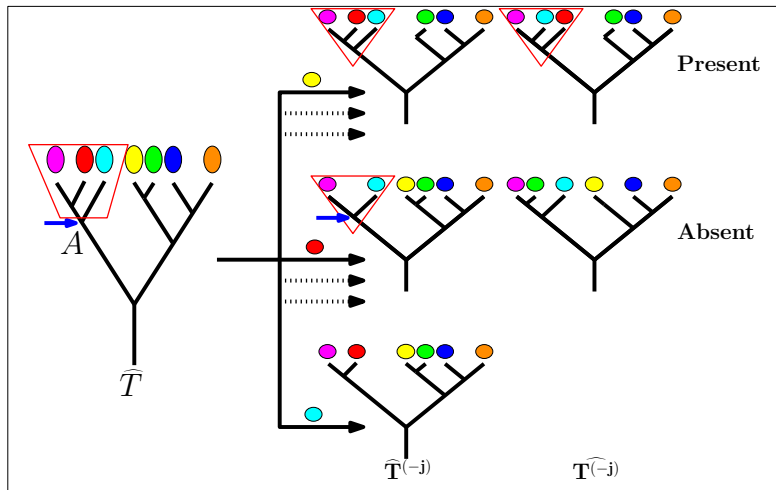 Present
A
Absent
T̂
T̂^(−j)
T^(−j)̂